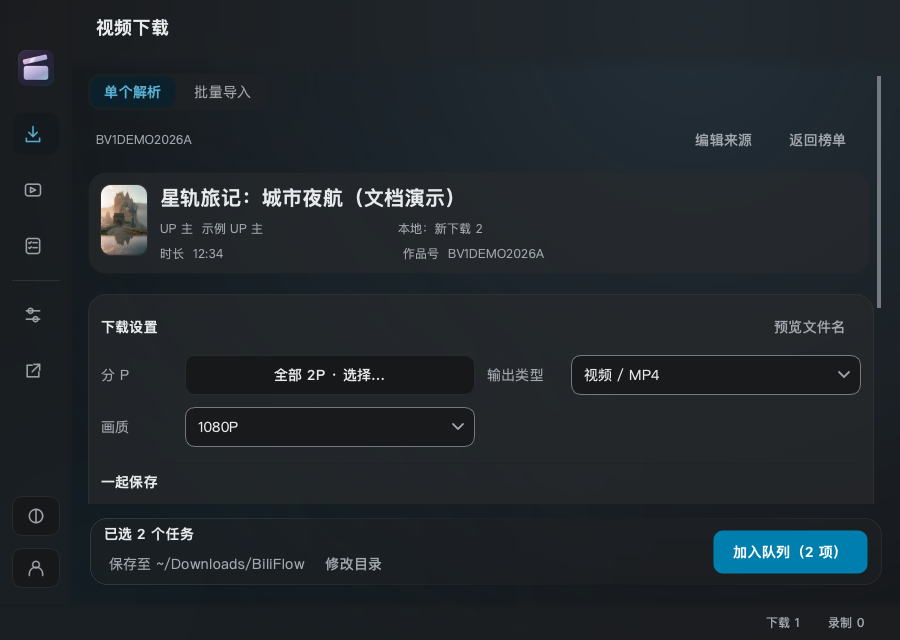 视频下载
单个解析 批量导入
BV1DEMO2026A 编辑来源 返回榜单
星轨旅记：城市夜航（文档演示）
UP 主 示例 UP 主 本地：新下载 2
时长 12:34 作品号 BV1DEMO2026A
下载设置 预览文件名
分 P 全部 2P · 选择... 输出类型 视频 / MP4
画质 1080P
一起保存
已选 2 个任务
保存至 ~/Downloads/BiliFlow 修改目录
加入队列（2 项）
下载 1 录制 0